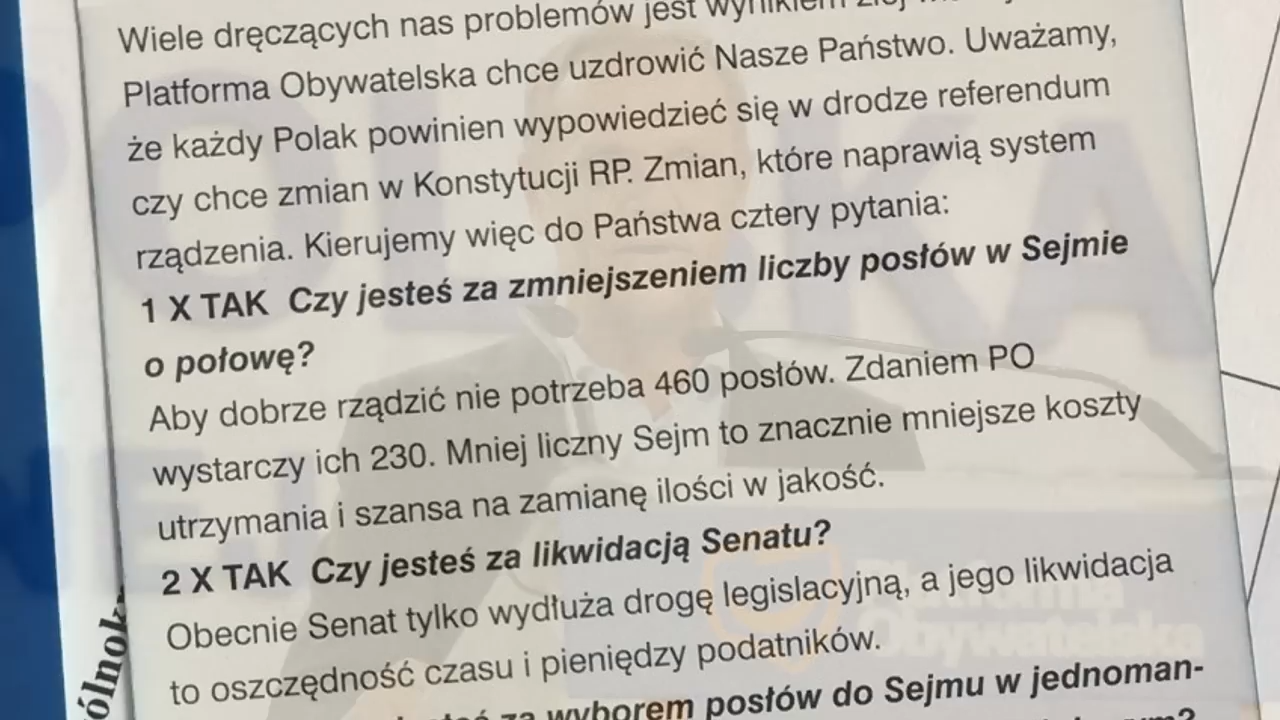 Wiele dręczących nas problemów jest wynikiem złej
Platforma Obywatelska chce uzdrowić Nasze Państwo. Uważamy,
że każdy Polak powinien wypowiedzieć się w drodze referendum
czy chce zmian w Konstytucji RP. Zmian, które naprawią system
rządzenia. Kierujemy więc do Państwa cztery pytania:
1 X TAK Czy jesteś za zmniejszeniem liczby posłów w Sejmie
o połowę?
Aby dobrze rządzić nie potrzeba 460 posłów. Zdaniem PO
wystarczy ich 230. Mniej liczny Sejm to znacznie mniejsze koszty
utrzymania i szansa na zamianę ilości w jakość.
2 X TAK Czy jesteś za likwidacją Senatu?
Obecnie Senat tylko wydłuża drogę legislacyjną, a jego likwidacja
to oszczędność czasu i pieniędzy podatników.
za wyborem posłów do Sejmu w jednoman-
Platforma
Obywatelska